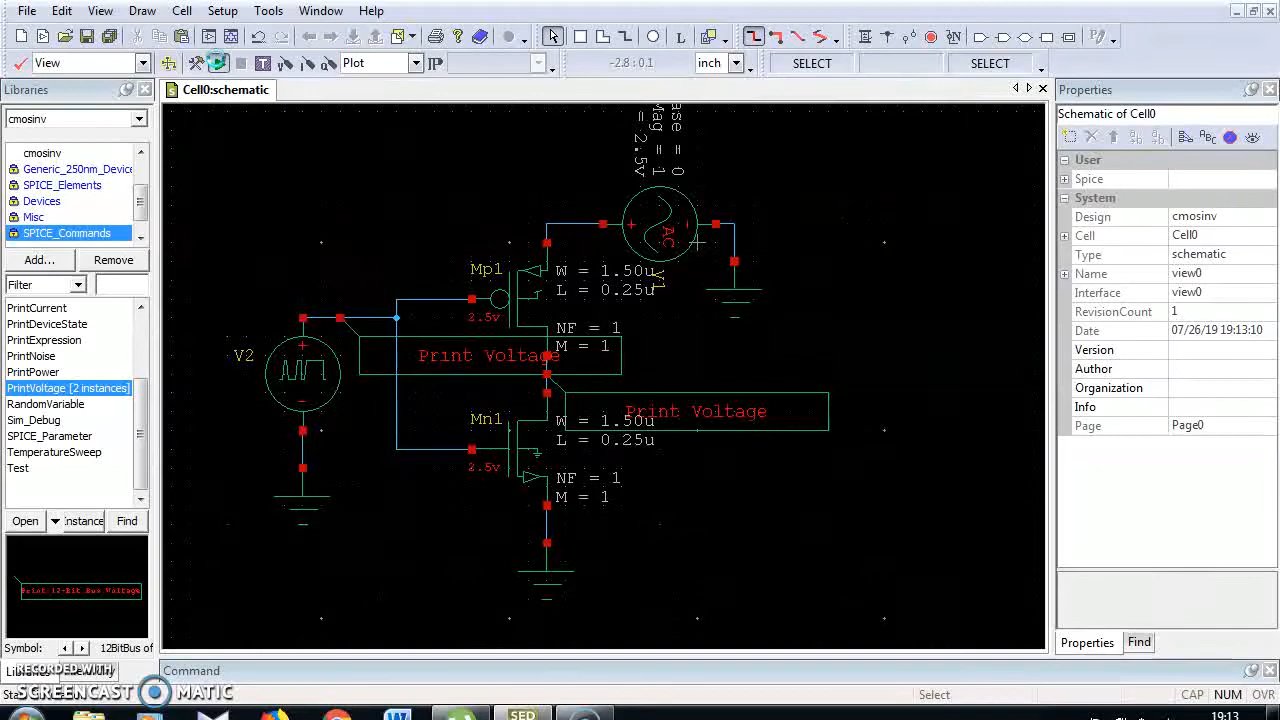 File Edit View Draw Cell Setup Tools Window Help
View Plot -2.8 : 0.1 inch SELECT SELECT
Libraries
Cell0:schematic
Properties
cmosinv
Schematic of Cell0
cmosinv
Generic_250nm_Device
SPICE_Elements
Devices
Misc
SPICE_Commands
Add... Remove
Filter
PrintCurrent
PrintDeviceState
PrintExpression
PrintNoise
PrintPower
PrintVoltage [2 instances]
RandomVariable
Sim_Debug
SPICE_Parameter
TemperatureSweep
Test
Open Instance Find
Print 12-Bit Bus Voltage
Symbol: 12BitBus of
ase = 0
Mag = 1
= 2.5v
+ AC -
V1
Mp1
W = 1.50u
L = 0.25u
2.5v
NF = 1
M = 1
Print Voltage
V2
+
-
Print Voltage
Mn1
W = 1.50u
L = 0.25u
2.5v
NF = 1
M = 1
User
Spice
System
Design cmosinv
Cell Cell0
Type schematic
Name view0
Interface view0
RevisionCount 1
Date 07/26/19 19:13:10
Version
Author
Organization
Info
Page Page0
Properties Find
Command
RECORDED WITH
SCREENCAST MATIC
Select CAP NUM OVR
SED
19:13